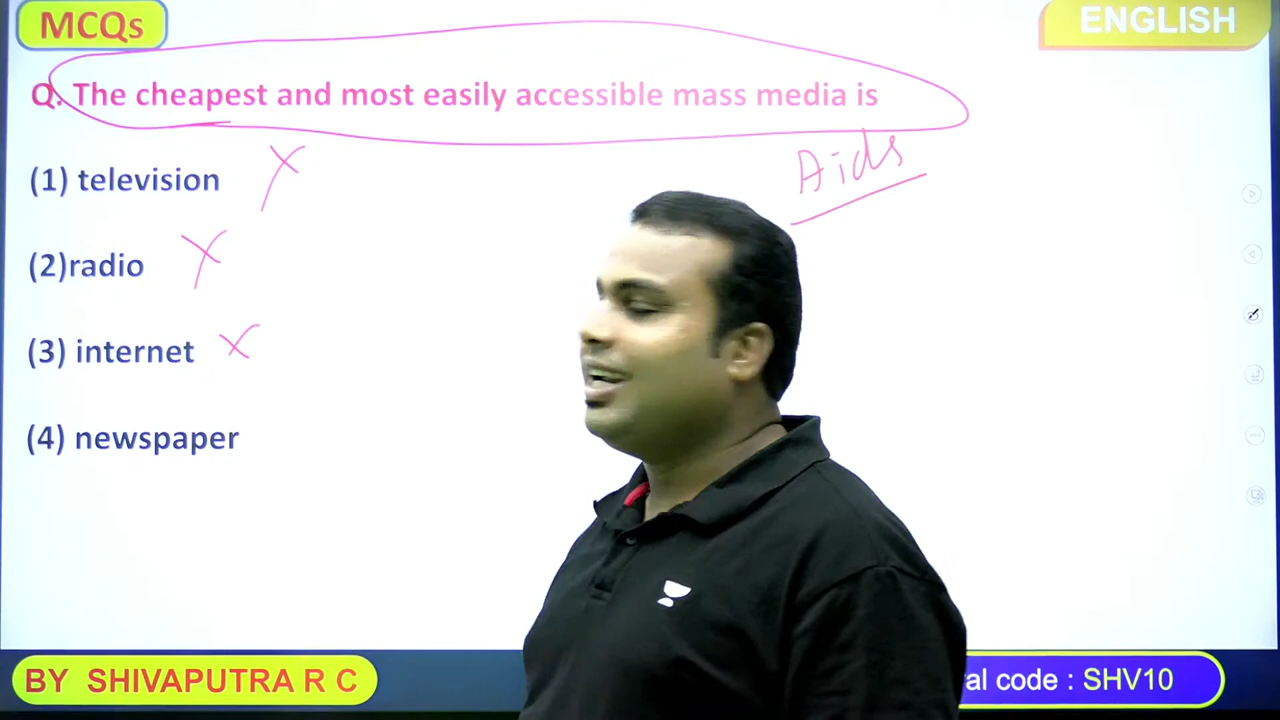 MCQs
ENGLISH
Q. The cheapest and most easily accessible mass media is
Aids
(1) television
(2)radio
(3) internet
(4) newspaper
BY SHIVAPUTRA R C
code : SHV10